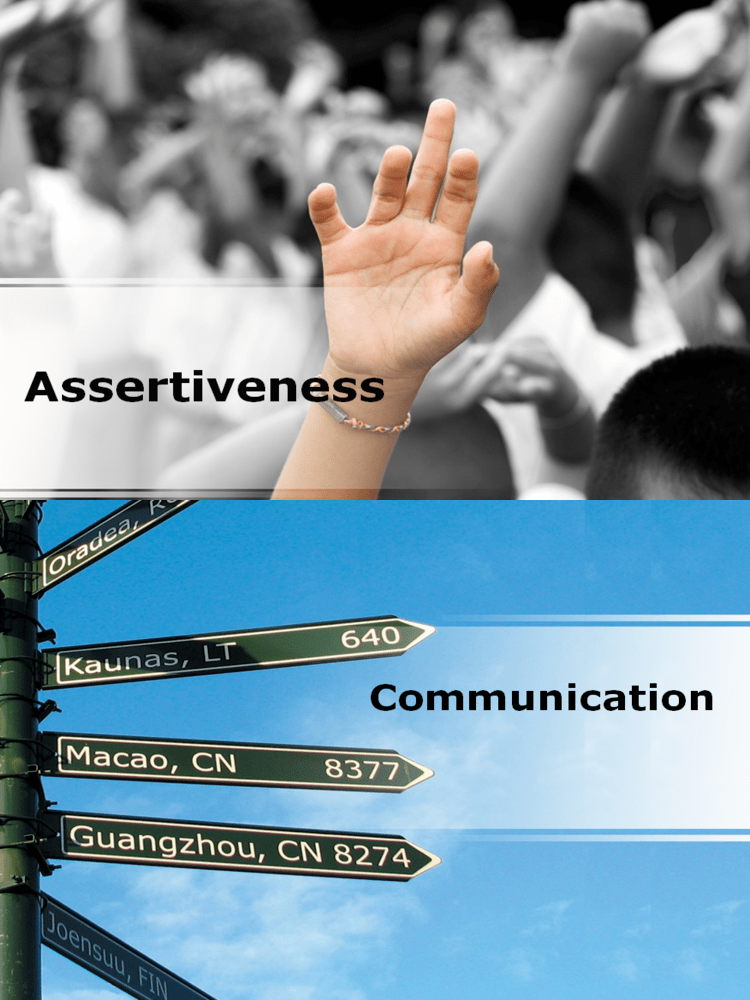 Assertiveness
Oradea,
Kaunas, LT 640
Communication
Macao, CN 8377
Guangzhou, CN 8274
Joensuu, FIN